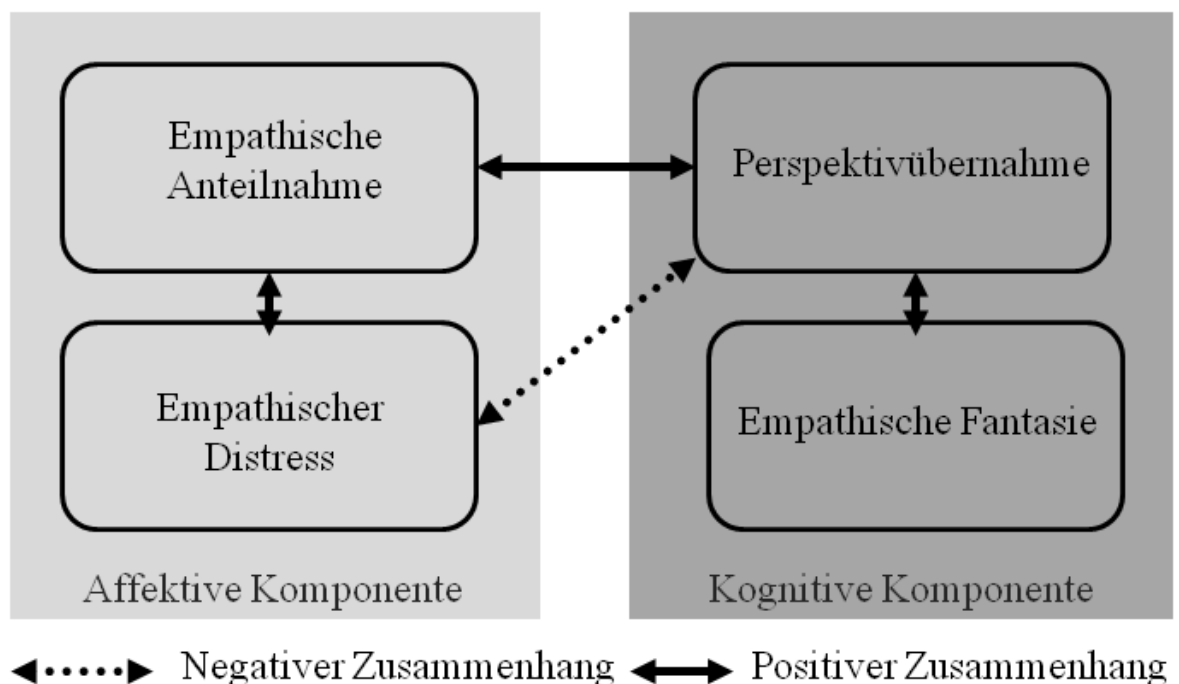 Empathische
Anteilnahme
Perspektivübernahme
Empathischer
Distress
Empathische Fantasie
Affektive Komponente
Kognitive Komponente
Negativer Zusammenhang
Positiver Zusammenhang